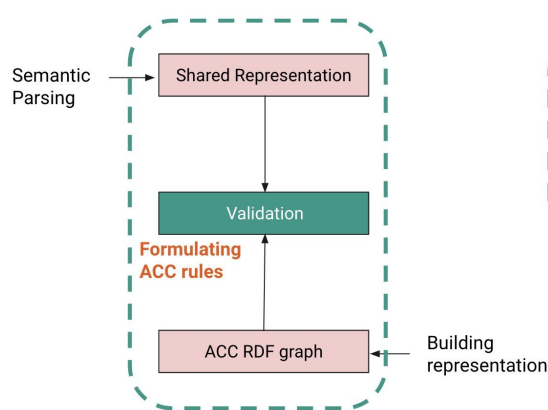 Semantic
Parsing
Shared Representation
Validation
Formulating
ACC rules
ACC RDF graph
Building
representation